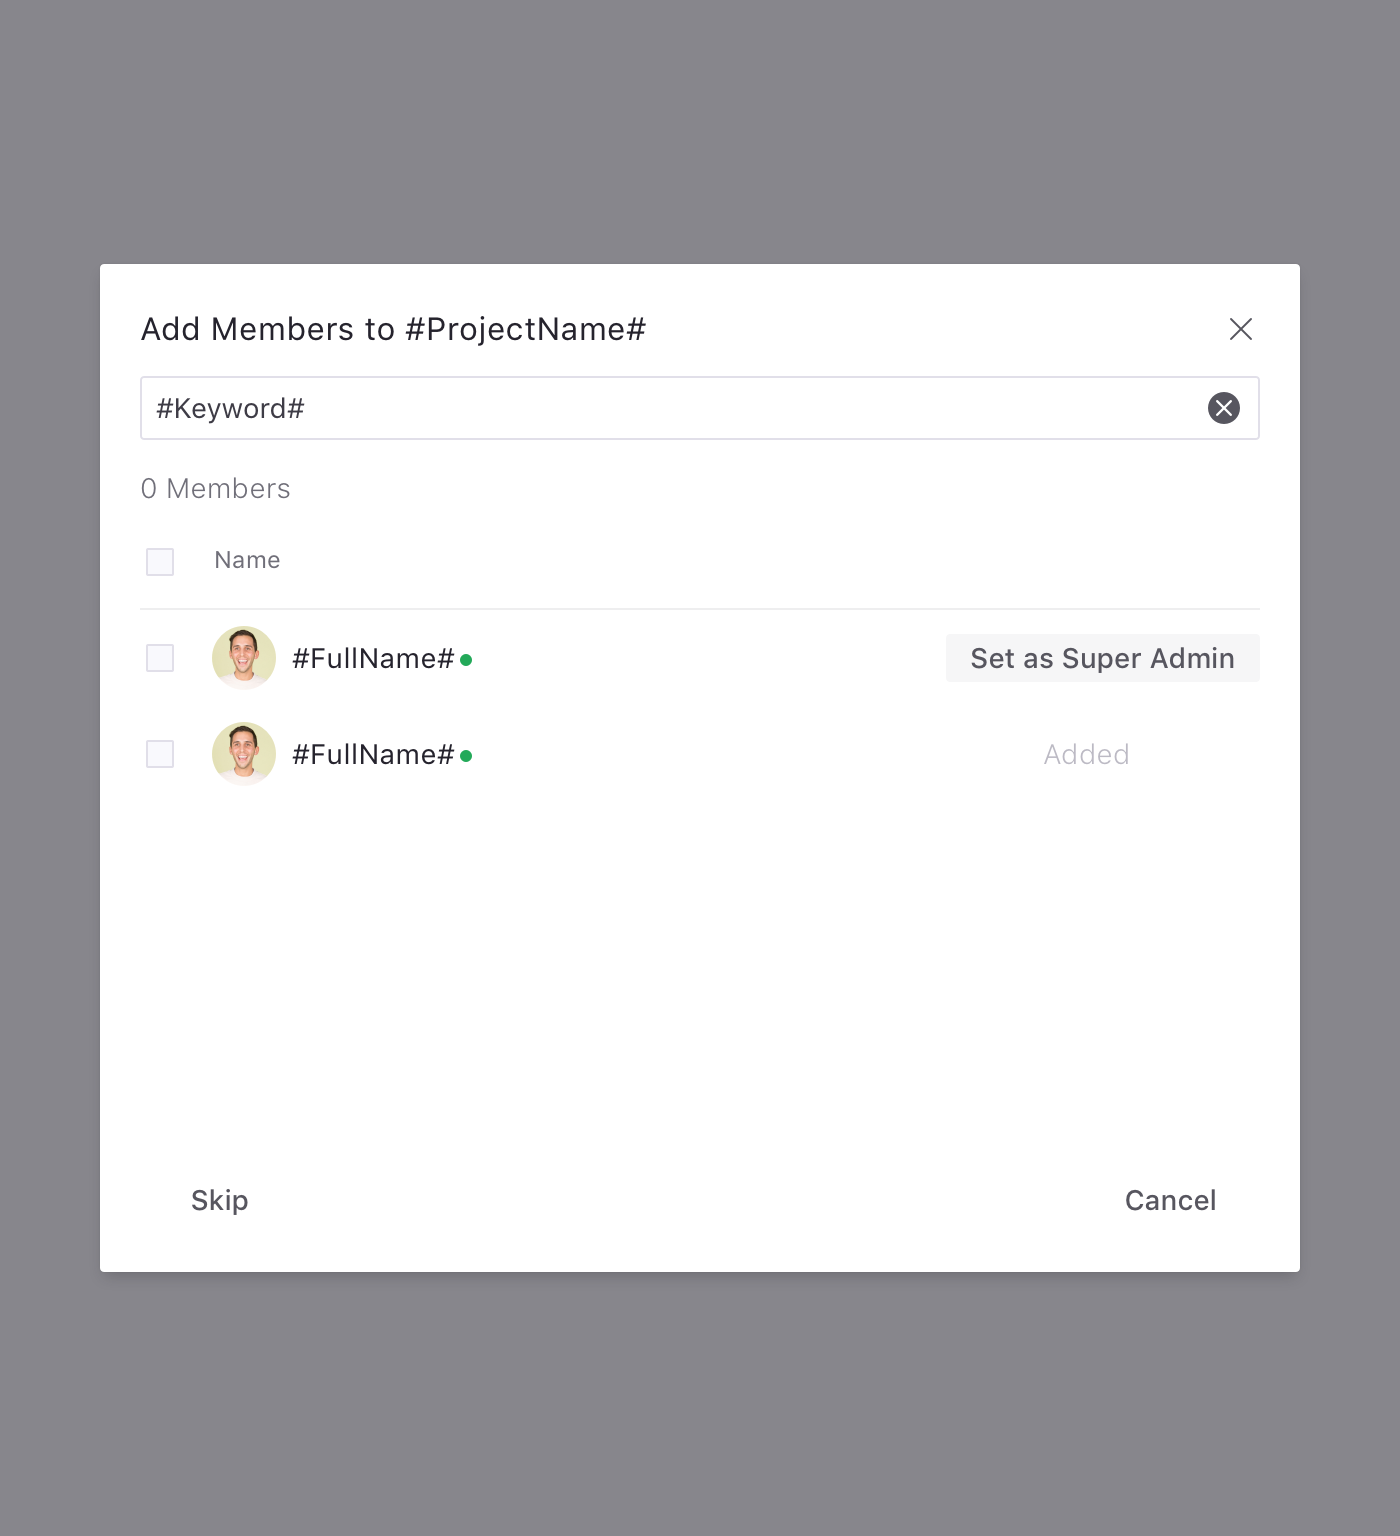 Add Members to #ProjectName#
#Keyword#
0 Members
Name
#FullName#
Set as Super Admin
#FullName#
Added
Skip
Cancel